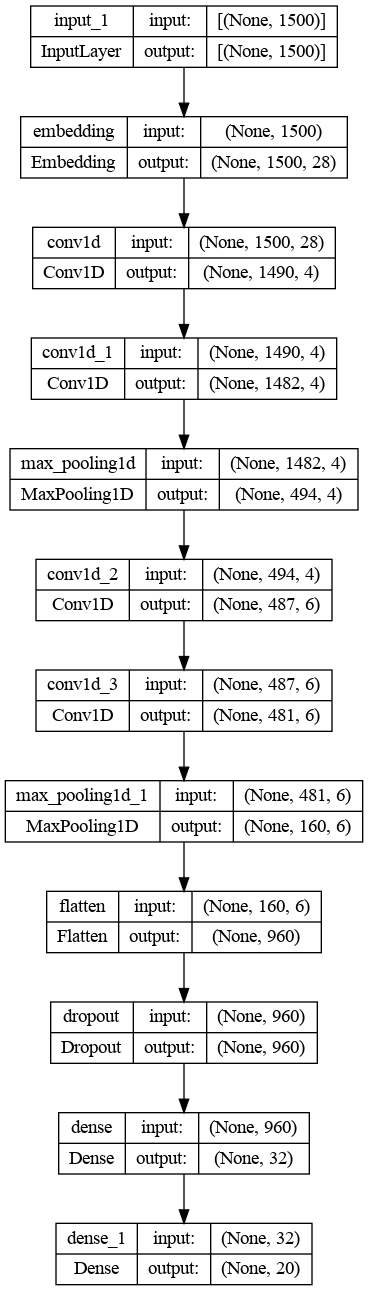 input_1 input: [(None, 1500)]
InputLayer output: [(None, 1500)]
embedding input: (None, 1500)
Embedding output: (None, 1500, 28)
conv1d input: (None, 1500, 28)
Conv1D output: (None, 1490, 4)
conv1d_1 input: (None, 1490, 4)
Conv1D output: (None, 1482, 4)
max_pooling1d input: (None, 1482, 4)
MaxPooling1D output: (None, 494, 4)
conv1d_2 input: (None, 494, 4)
Conv1D output: (None, 487, 6)
conv1d_3 input: (None, 487, 6)
Conv1D output: (None, 481, 6)
max_pooling1d_1 input: (None, 481, 6)
MaxPooling1D output: (None, 160, 6)
flatten input: (None, 160, 6)
Flatten output: (None, 960)
dropout input: (None, 960)
Dropout output: (None, 960)
dense input: (None, 960)
Dense output: (None, 32)
dense_1 input: (None, 32)
Dense output: (None, 20)